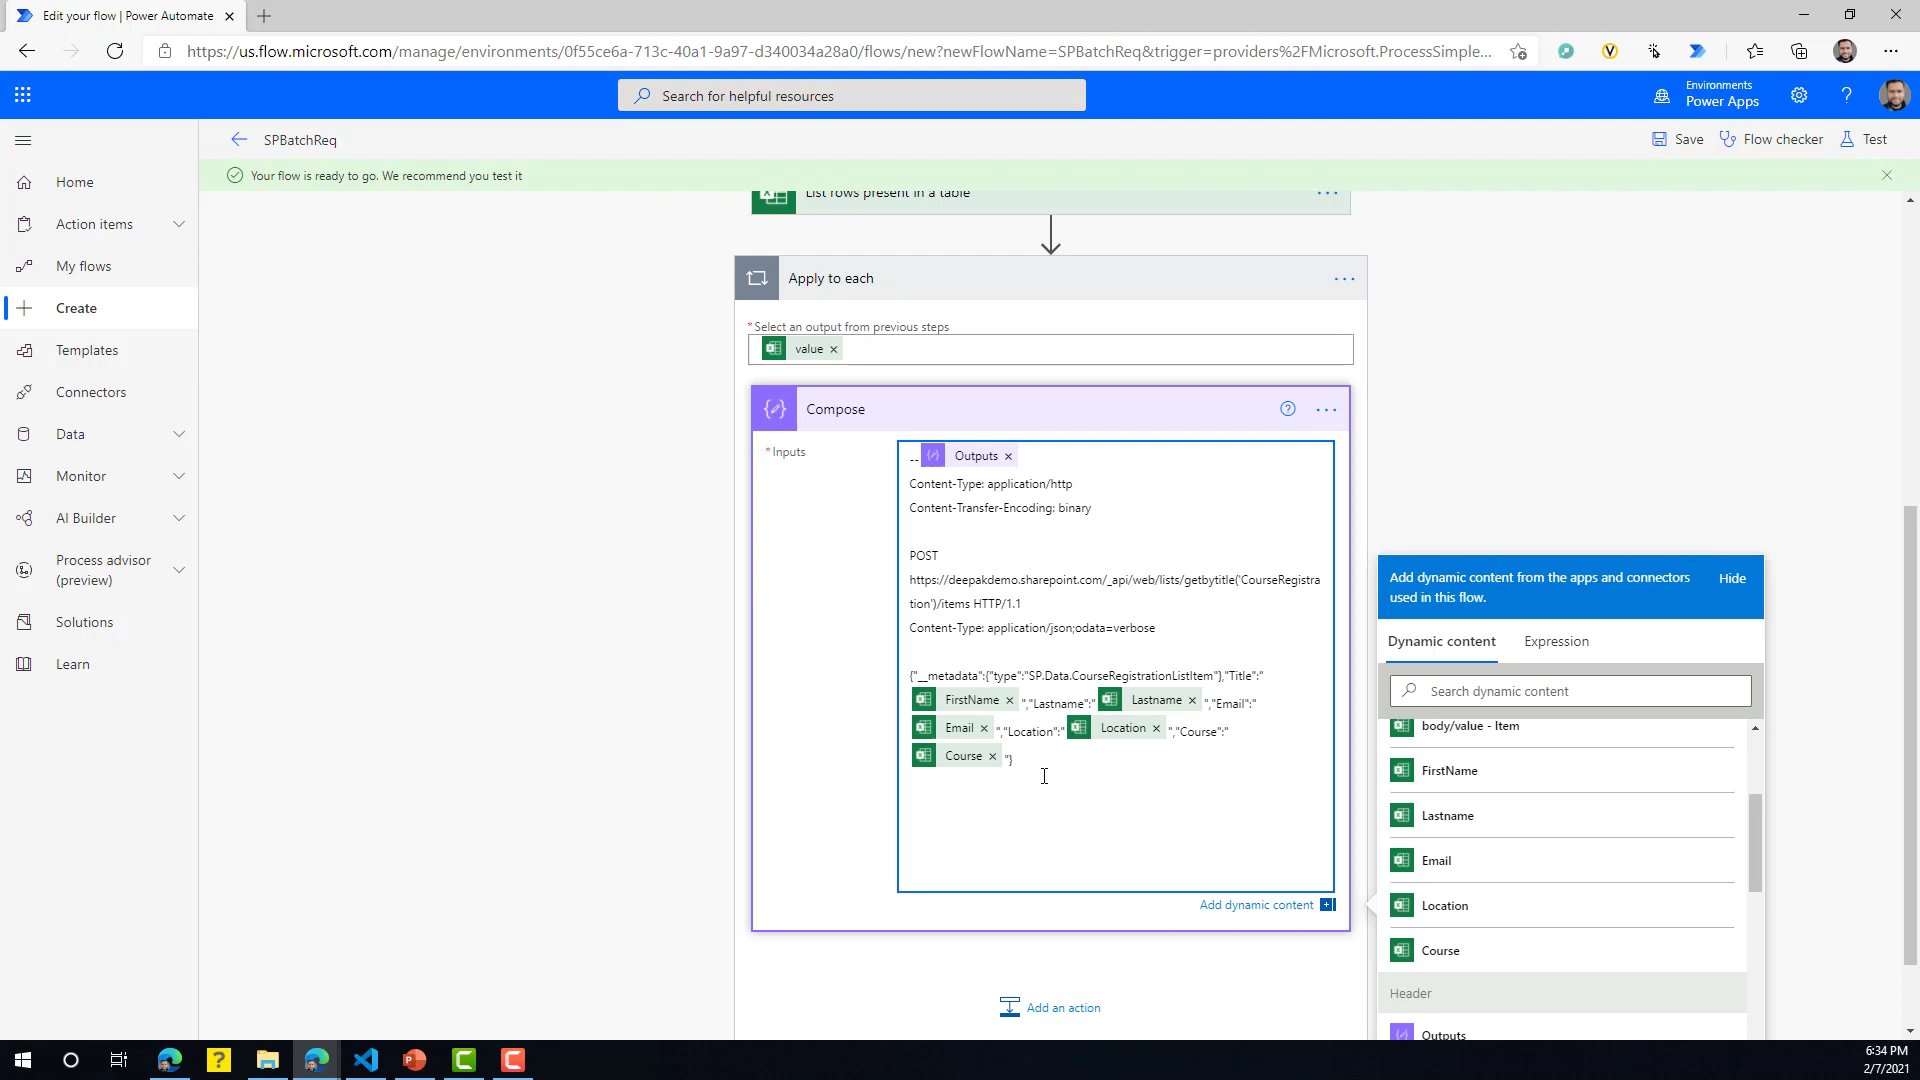 Edit your flow | Power Automate
https://us.flow.microsoft.com/manage/environments/0f55ce6a-713c-40a1-9a97-d340034a28a0/flows/new?newFlowName=SPBatchReq&trigger=providers%2FMicrosoft.ProcessSimple...
Search for helpful resources
Environments
Power Apps
SPBatchReq
Save
Flow checker
Test
Your flow is ready to go. We recommend you test it
Home
Action items
My flows
Create
Templates
Connectors
Data
Monitor
AI Builder
Process advisor
(preview)
Solutions
Learn
List rows present in a table
Apply to each
*Select an output from previous steps
value
Compose
*Inputs
--Outputs
Content-Type: application/http
Content-Transfer-Encoding: binary
POST
https://deepakdemo.sharepoint.com/_api/web/lists/getbytitle('CourseRegistra
tion')/items HTTP/1.1
Content-Type: application/json;odata=verbose
{"__metadata":{"type":"SP.Data.CourseRegistrationListItem"},"Title":"
FirstName ","Lastname":" Lastname ","Email":"
Email ","Location":" Location ","Course":"
Course "}
Add dynamic content
Add an action
Add dynamic content from the apps and connectors
used in this flow.
Hide
Dynamic content
Expression
Search dynamic content
body/value - Item
FirstName
Lastname
Email
Location
Course
Header
Outputs
6:34 PM
2/7/2021